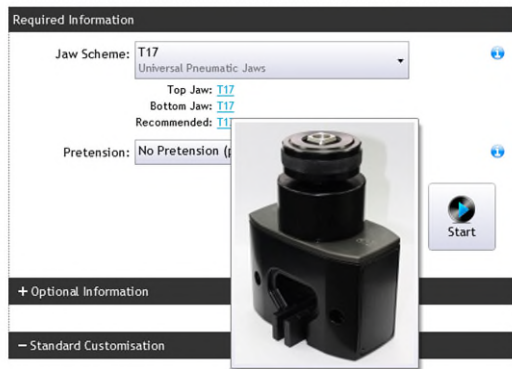 Required Information
Jaw Scheme: T17
Universal Pneumatic Jaws
Top Jaw: T17
Bottom Jaw: T17
Recommended:
Pretension: No Pretension
Start
+ Optional Information
− Standard Customisation